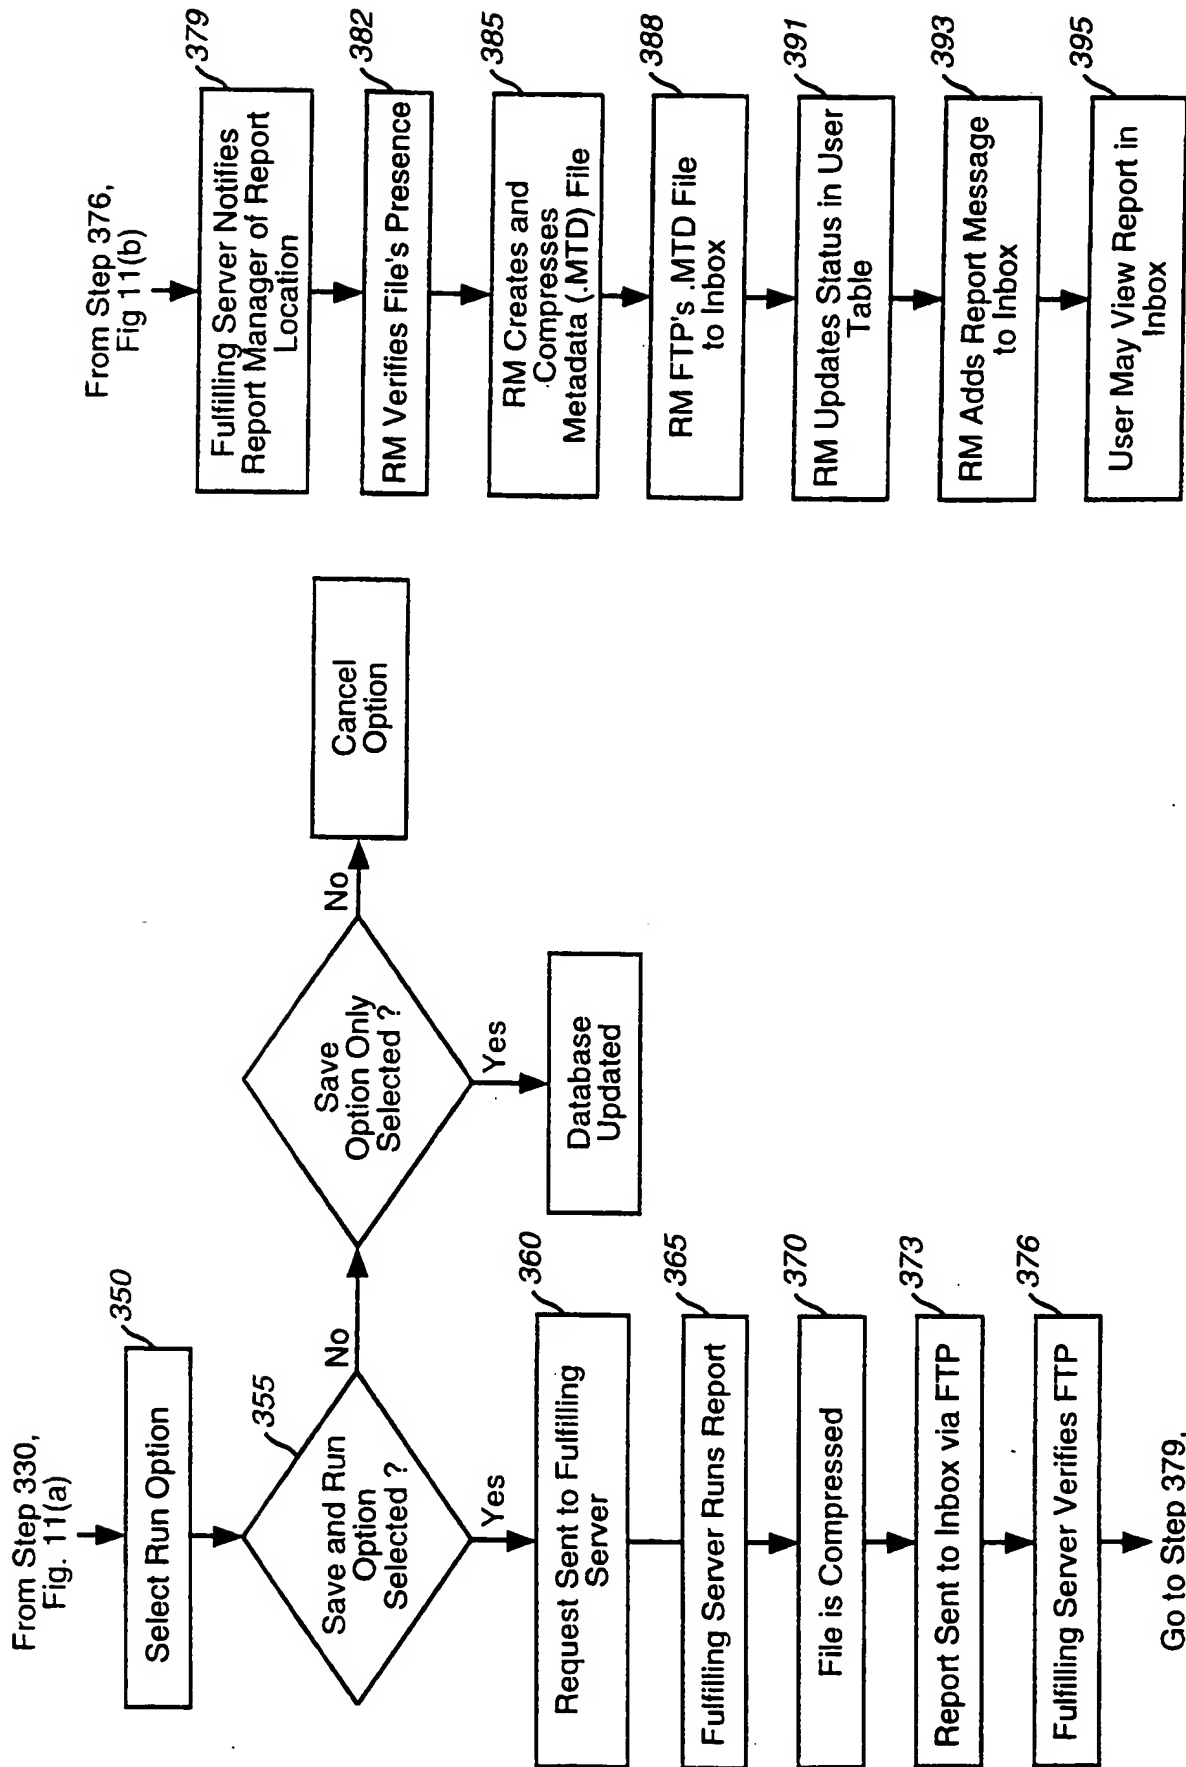 From Step 330,
Fig. 11(a)
350
Select Run Option
355
Save and Run
Option
Selected ?
No
Yes
Save
Option Only
Selected ?
No
Cancel
Option
Yes
Database
Updated
360
Request Sent to Fulfilling
Server
365
Fulfilling Server Runs Report
370
File is Compressed
373
Report Sent to Inbox via FTP
376
Fulfilling Server Verifies FTP
Go to Step 379,
From Step 376,
Fig 11(b)
379
Fulfilling Server Notifies
Report Manager of Report
Location
382
RM Verifies File's Presence
385
RM Creates and
Compresses
Metadata (.MTD) File
388
RM FTP's .MTD File
to Inbox
391
RM Updates Status in User
Table
393
RM Adds Report Message
to Inbox
395
User May View Report in
Inbox